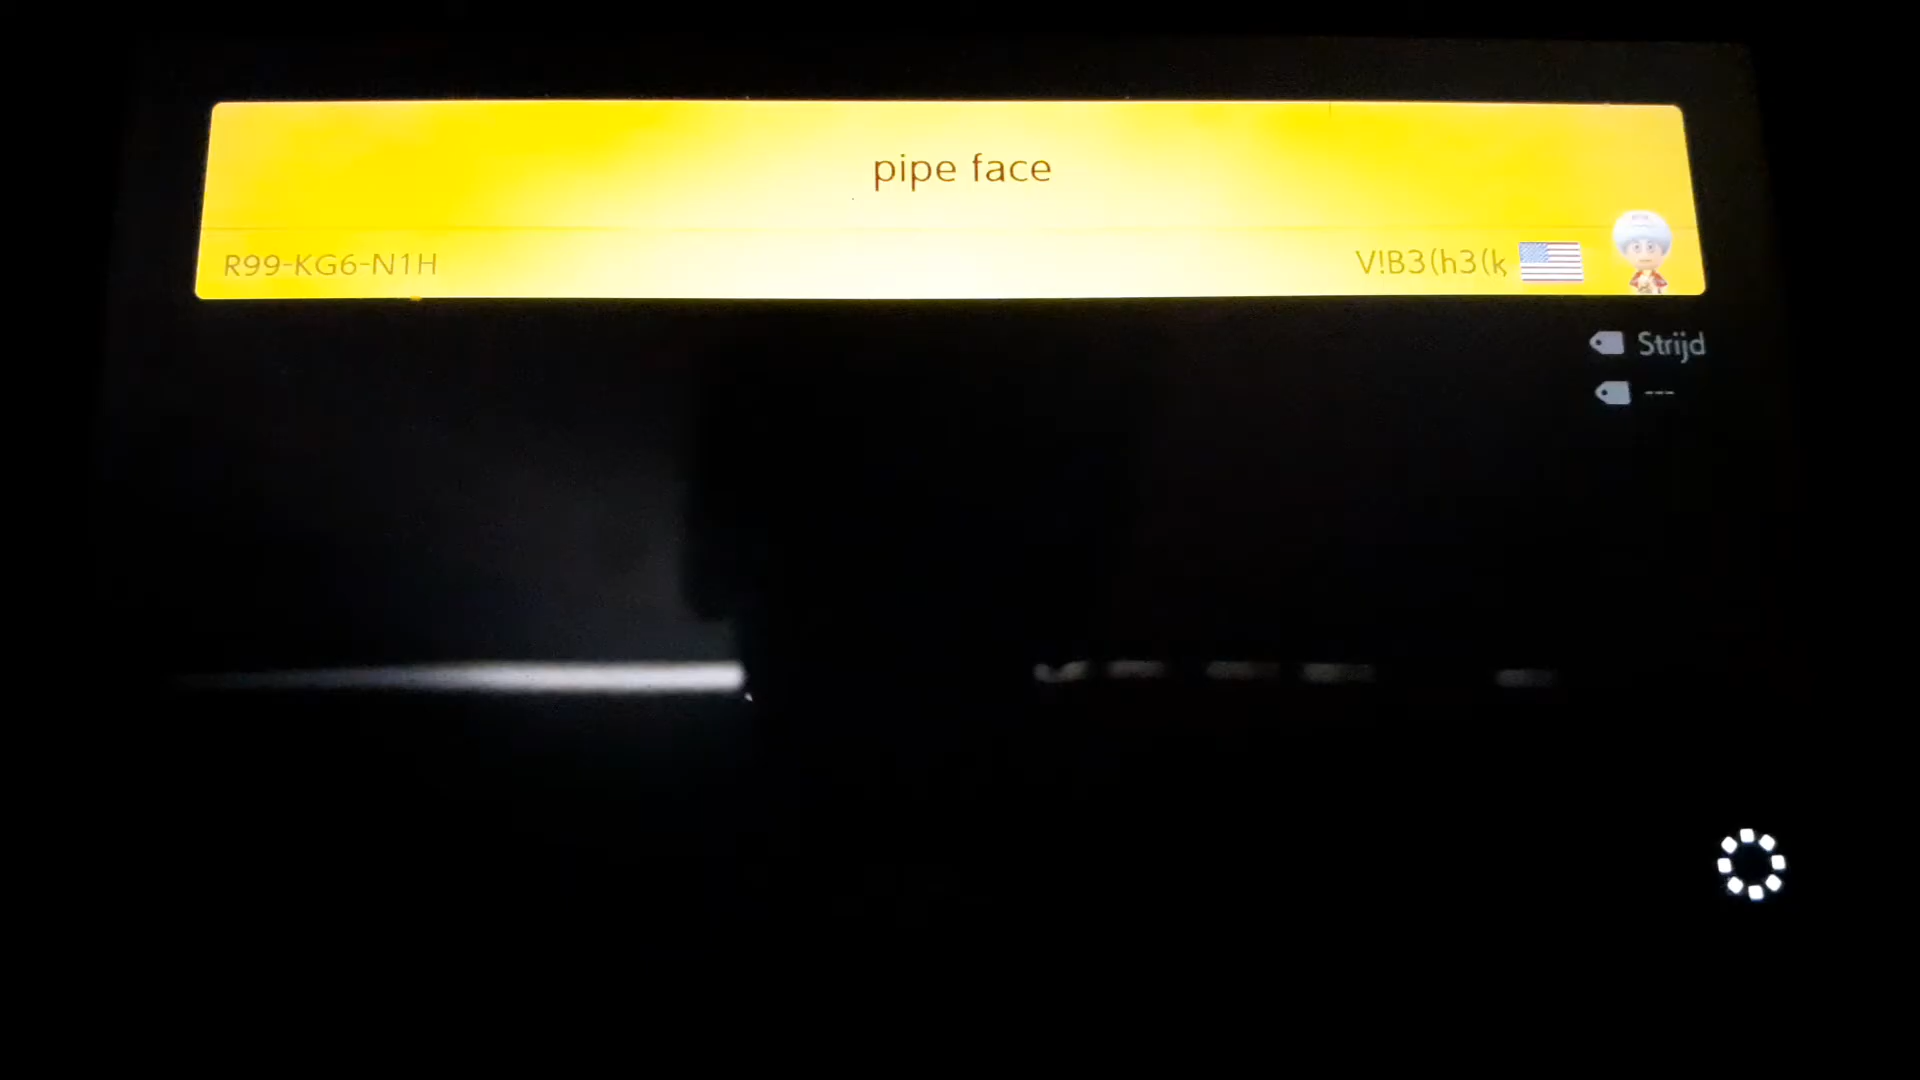 pipe face
R99-KG6-N1H
V!B3(h3(ķ
Strijd
---